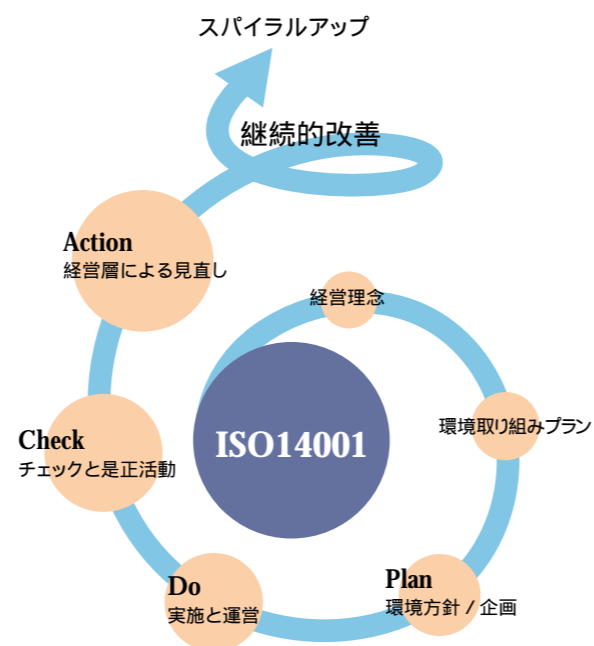 スパイラルアップ
継続的改善
Action
経営層による見直し
経営理念
Check
チェックと是正活動
ISO14001
環境取り組みプラン
Do
実施と運営
Plan
環境方針 / 企画